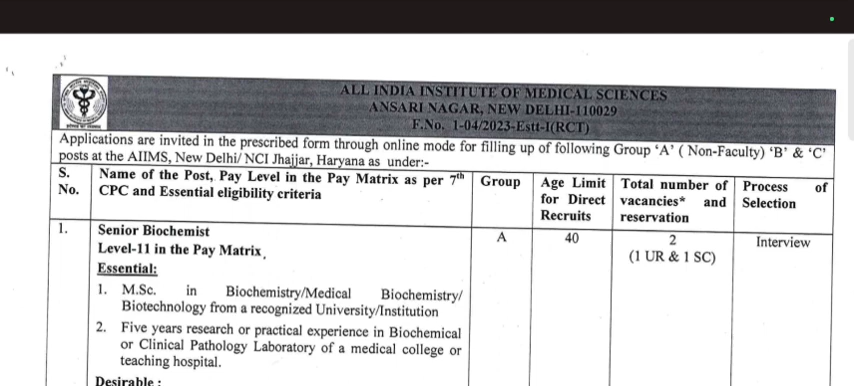 ALL INDIA INSTITUTE OF MEDICAL SCIENCES
ANSARI NAGAR, NEW DELHI-110029
F.No. 1-04/2023-Estt-I(RCT)
Applications are invited in the prescribed form through online mode for filling up of following Group ‘A’ ( Non-Faculty) ‘B’ & ‘C’
posts at the AIIMS, New Delhi/ NCI Jhajjar, Haryana as under:-
S. No.
Name of the Post, Pay Level in the Pay Matrix as per 7th
CPC and Essential eligibility criteria
Group
Age Limit
for Direct
Recruits
Total number of
vacancies* and
reservation
Process of
Selection
1.
Senior Biochemist
Level-11 in the Pay Matrix
Essential:
1. M.Sc. in Biochemistry/Medical Biochemistry/
Biotechnology from a recognized University/Institution
2. Five years research or practical experience in Biochemical
or Clinical Pathology Laboratory of a medical college or
teaching hospital.
Desirable :
A
40
2
(1 UR & 1 SC)
Interview